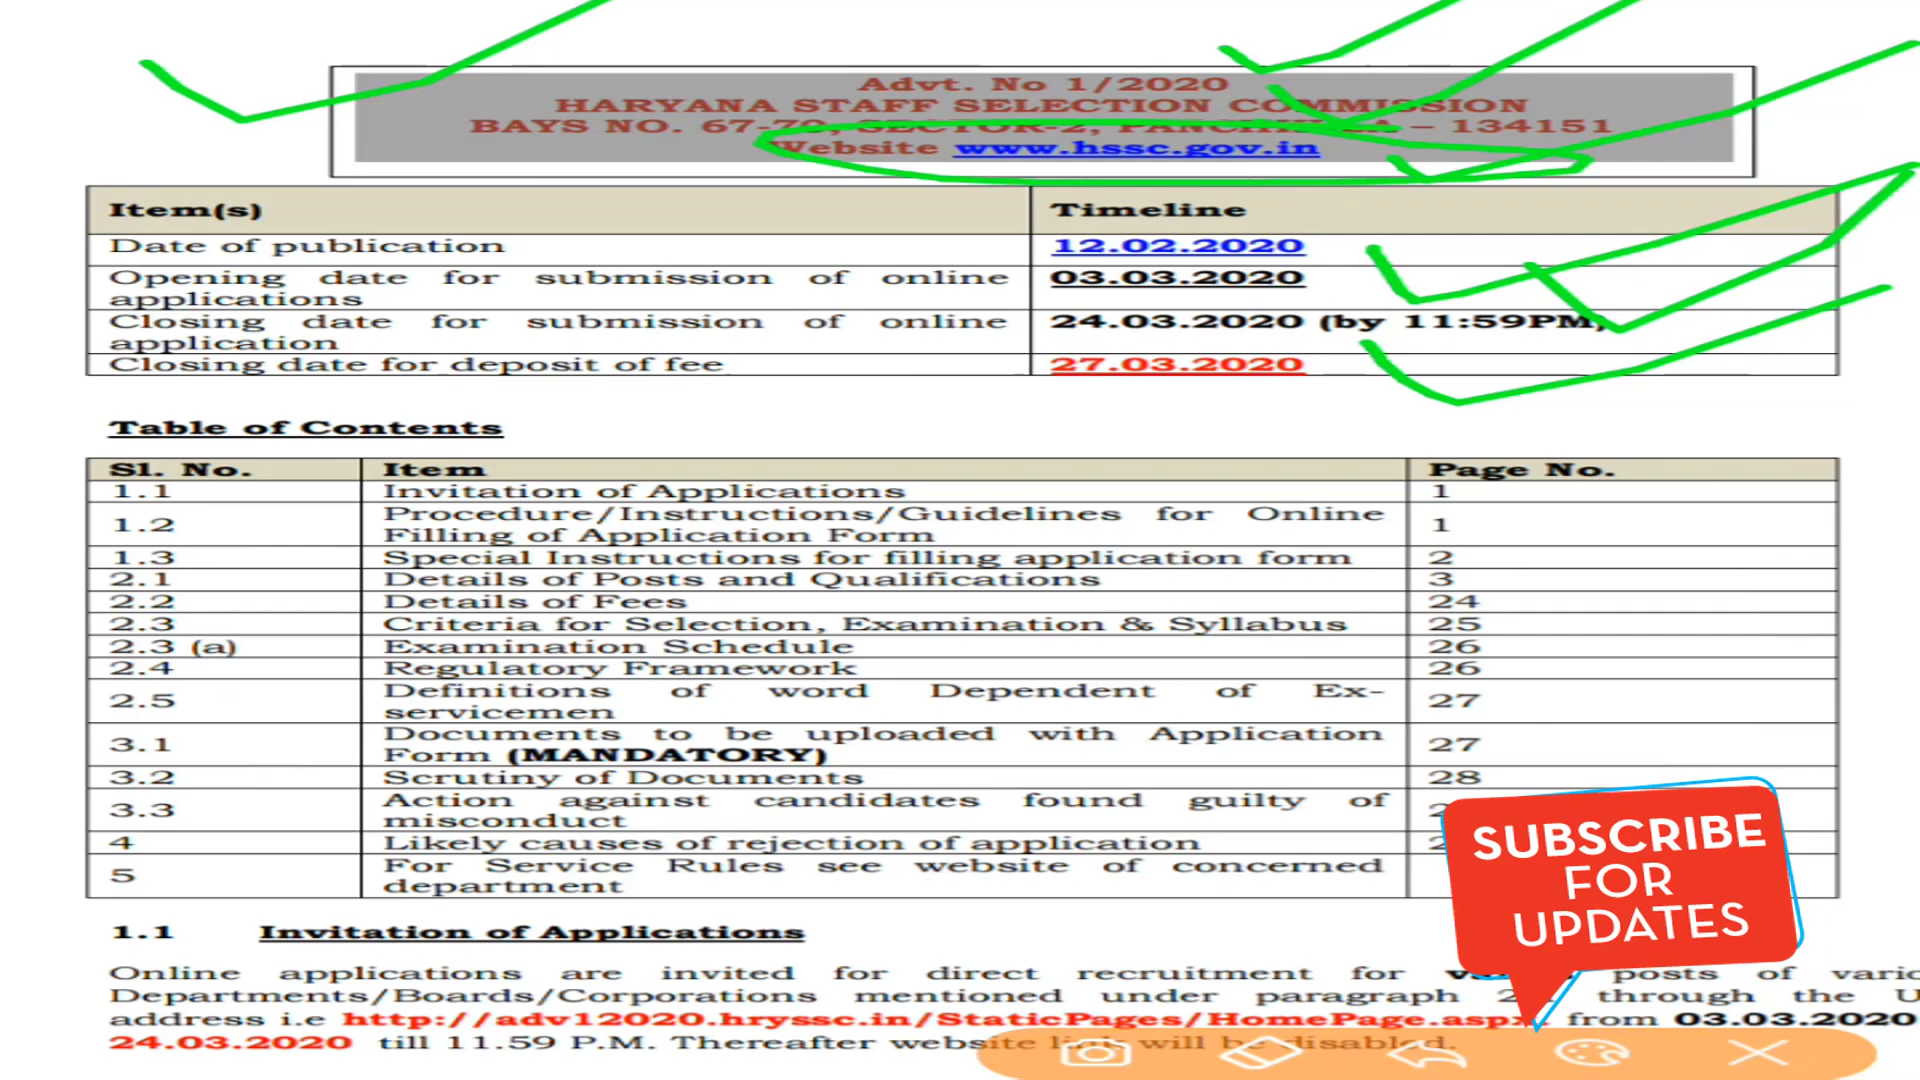 Advt. No 1/2020
HARYANA STAFF SELECTION COMMISSION
BAYS NO. 67-70, SECTOR-2, PANCHKULA – 134151
Website www.hssc.gov.in
Item(s) Timeline
Date of publication 12.02.2020
Opening date for submission of online 03.03.2020
applications
Closing date for submission of online 24.03.2020 (by 11:59PM)
application
Closing date for deposit of fee 27.03.2020
Table of Contents
Sl. No. Item Page No.
1.1 Invitation of Applications 1
1.2 Procedure/Instructions/Guidelines for Online 1
Filling of Application Form
1.3 Special Instructions for filling application form 2
2.1 Details of Posts and Qualifications 3
2.2 Details of Fees 24
2.3 Criteria for Selection, Examination & Syllabus 25
2.3 (a) Examination Schedule 26
2.4 Regulatory Framework 26
2.5 Definitions of word Dependent of Ex- 27
servicemen
3.1 Documents to be uploaded with Application 27
Form (MANDATORY)
3.2 Scrutiny of Documents 28
3.3 Action against candidates found guilty of
misconduct
4 Likely causes of rejection of application
5 For Service Rules see website of concerned
department
SUBSCRIBE
FOR
UPDATES
1.1 Invitation of Applications
Online applications are invited for direct recruitment for posts of
Departments/Boards/Corporations mentioned under paragraph through the
address i.e http://adv12020.hryssc.in/StaticPages/HomePage.aspx from 03.03.2020
24.03.2020 till 11.59 P.M. Thereafter website link will be disabled.